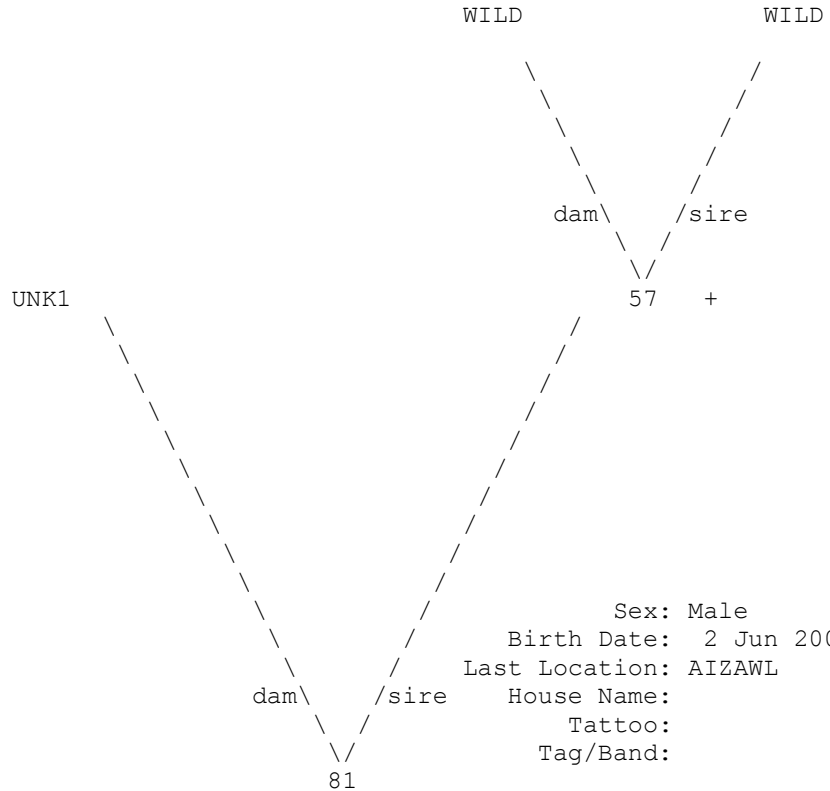 WILD WILD
dam sire
UNK1 57 +
Sex: Male
Birth Date: 2 Jun 200
Last Location: AIZAWL
dam sire House Name:
Tattoo:
Tag/Band:
81